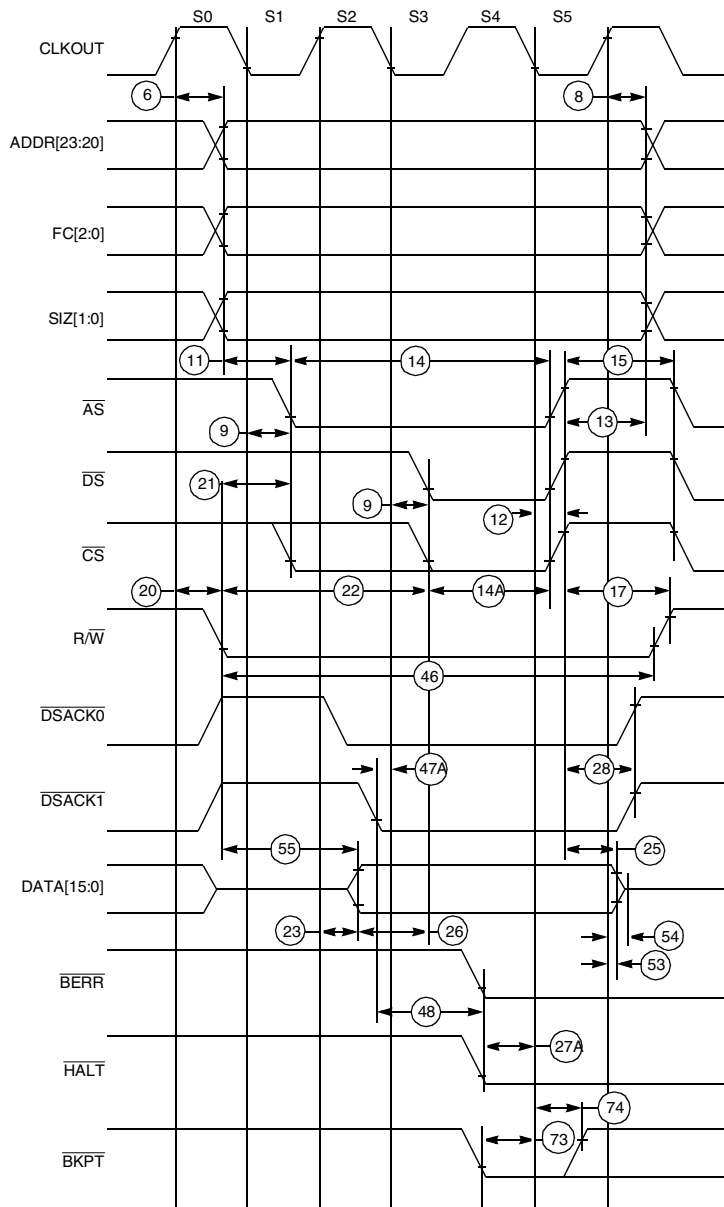 S0 S1 S2 S3 S4 S5
CLKOUT
6 8
ADDR[23:20]
FC[2:0]
SIZ[1:0]
11 14 15
AS
9 13
DS
21 9
12
CS
20 22 14A 17
R/W
46
DSACK0
47A 28
DSACK1
55 25
DATA[15:0]
23 26 54
53
BERR
48
27A
HALT
74
73
BKPT